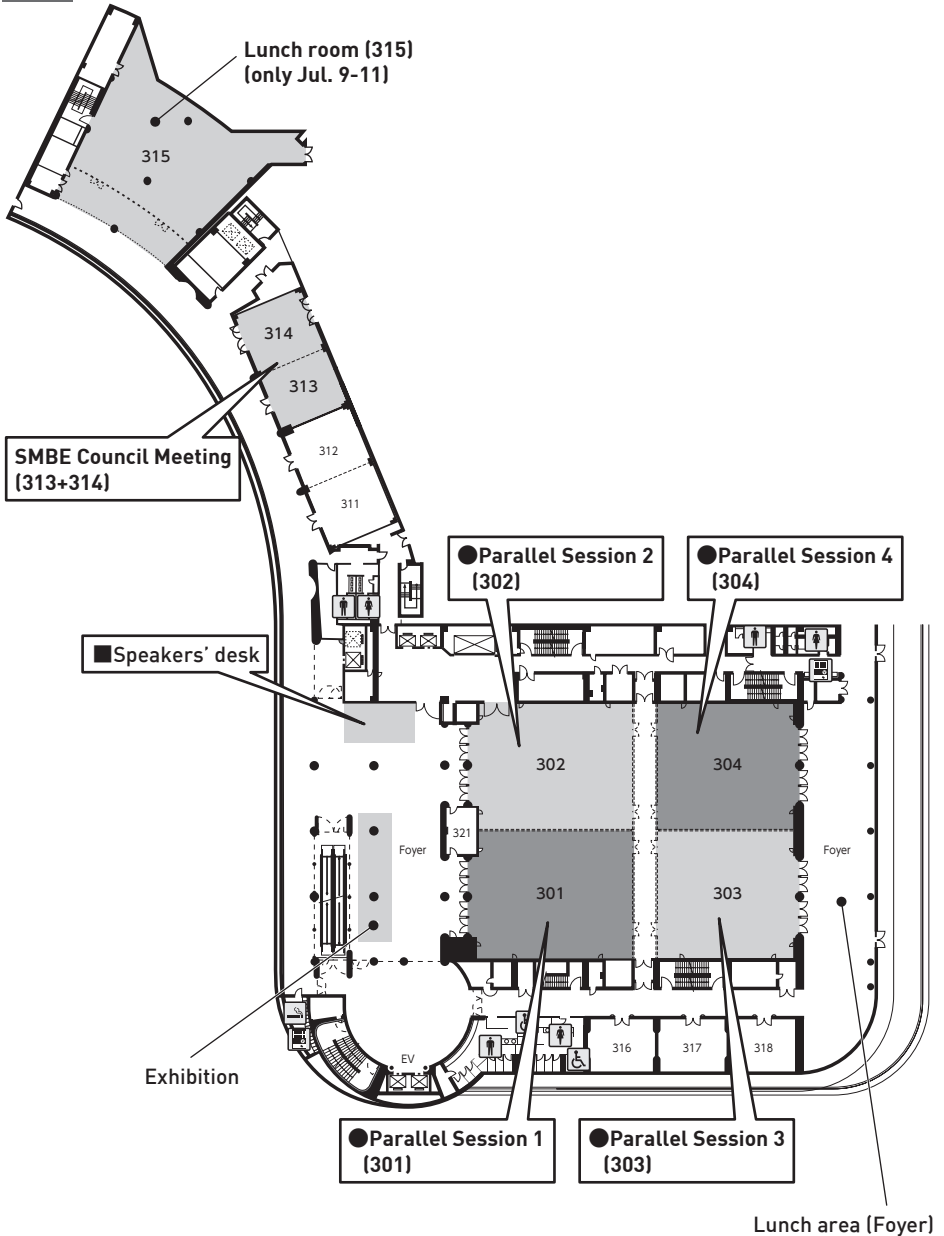 Lunch room (315)
(only Jul. 9-11)
315
314
313
SMBE Council Meeting
(313+314)
312
311
●Parallel Session 2
(302)
●Parallel Session 4
(304)
■Speakers’ desk
302
304
321
Foyer
Foyer
301
303
EV
316
317
318
Exhibition
●Parallel Session 1
(301)
●Parallel Session 3
(303)
Lunch area (Foyer)